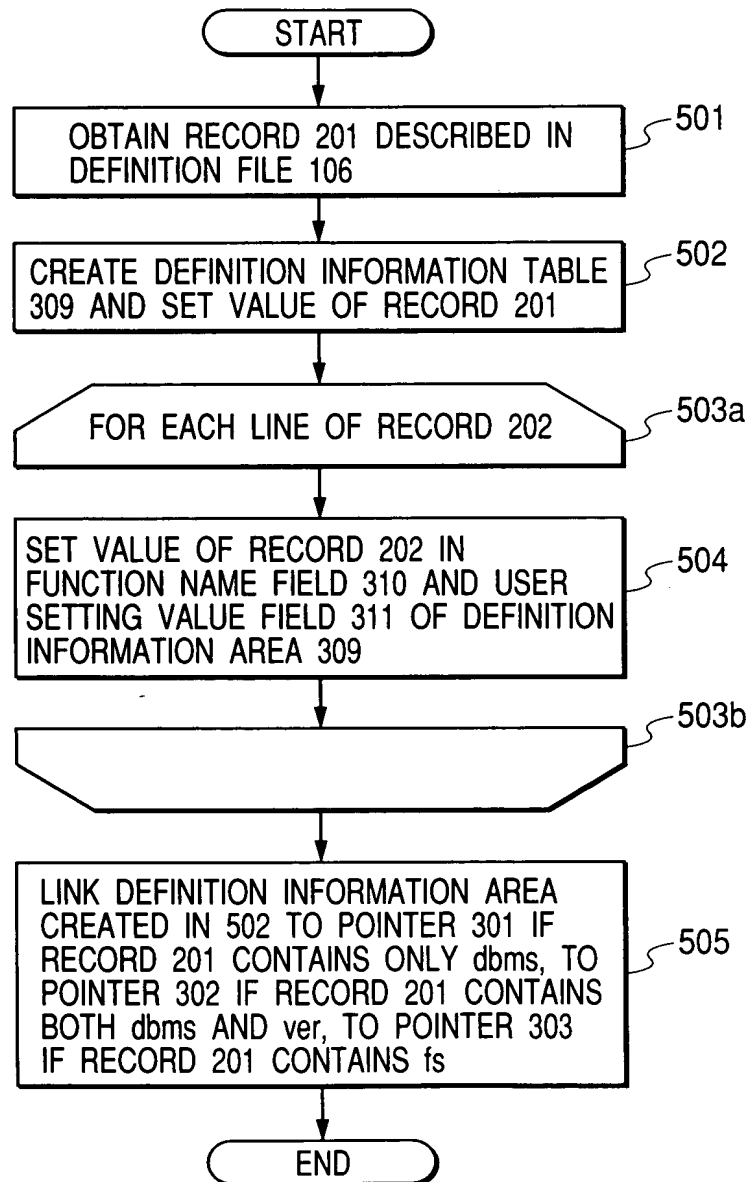 START
OBTAIN RECORD 201 DESCRIBED IN
DEFINITION FILE 106
501
CREATE DEFINITION INFORMATION TABLE
309 AND SET VALUE OF RECORD 201
502
FOR EACH LINE OF RECORD 202
503a
SET VALUE OF RECORD 202 IN
FUNCTION NAME FIELD 310 AND USER
SETTING VALUE FIELD 311 OF DEFINITION
INFORMATION AREA 309
504
503b
LINK DEFINITION INFORMATION AREA
CREATED IN 502 TO POINTER 301 IF
RECORD 201 CONTAINS ONLY dbms, TO
POINTER 302 IF RECORD 201 CONTAINS
BOTH dbms AND ver, TO POINTER 303
IF RECORD 201 CONTAINS fs
505
END